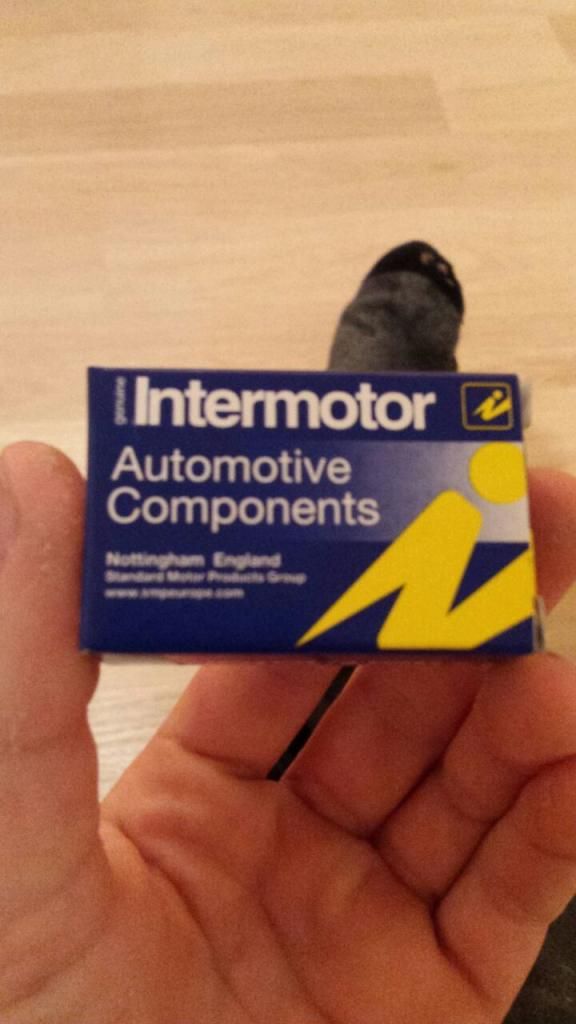 genuine Intermotor
Automotive
Components
Nottingham England
Standard Motor Products Group
www.smpeurope.com